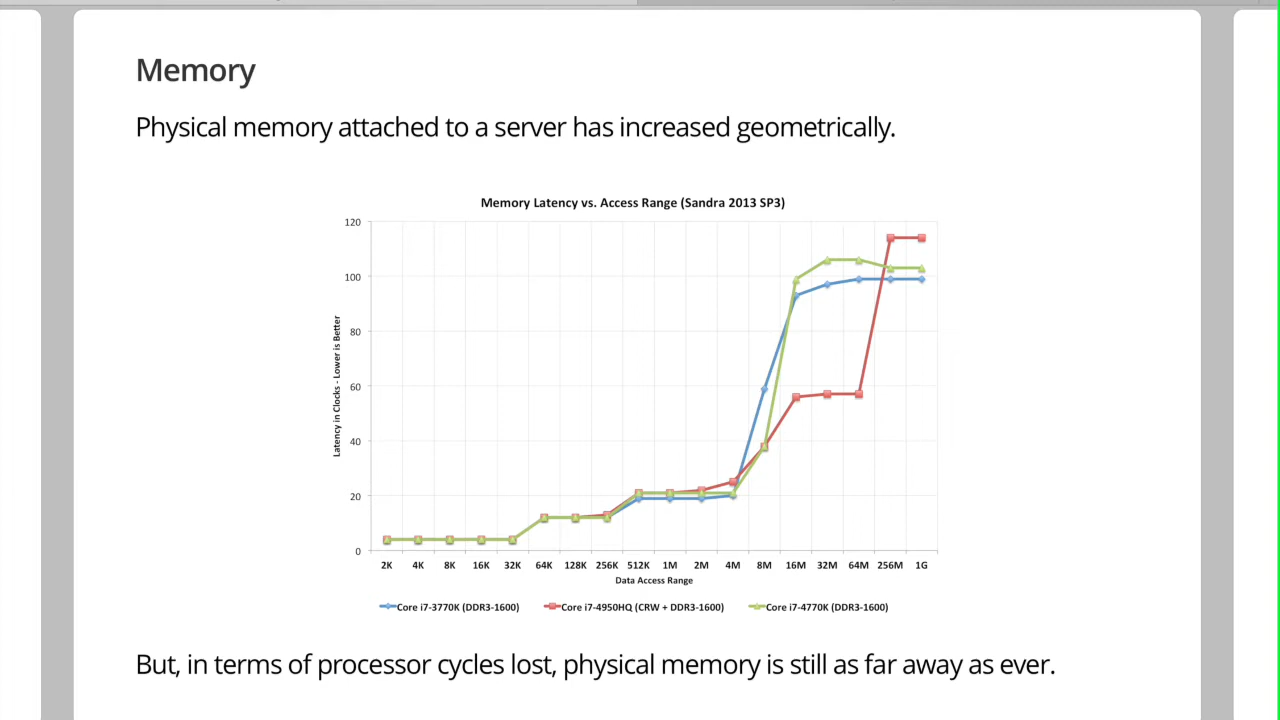 Memory
Physical memory attached to a server has increased geometrically.
Memory Latency vs. Access Range (Sandra 2013 SP3)
Latency in Clocks - Lower is Better
120
100
80
60
40
20
0
2K 4K 8K 16K 32K 64K 128K 256K 512K 1M 2M 4M 8M 16M 32M 64M 256M 1G
Data Access Range
Core i7-3770K (DDR3-1600) Core i7-4950HQ (CRW + DDR3-1600) Core i7-4770K (DDR3-1600)
But, in terms of processor cycles lost, physical memory is still as far away as ever.